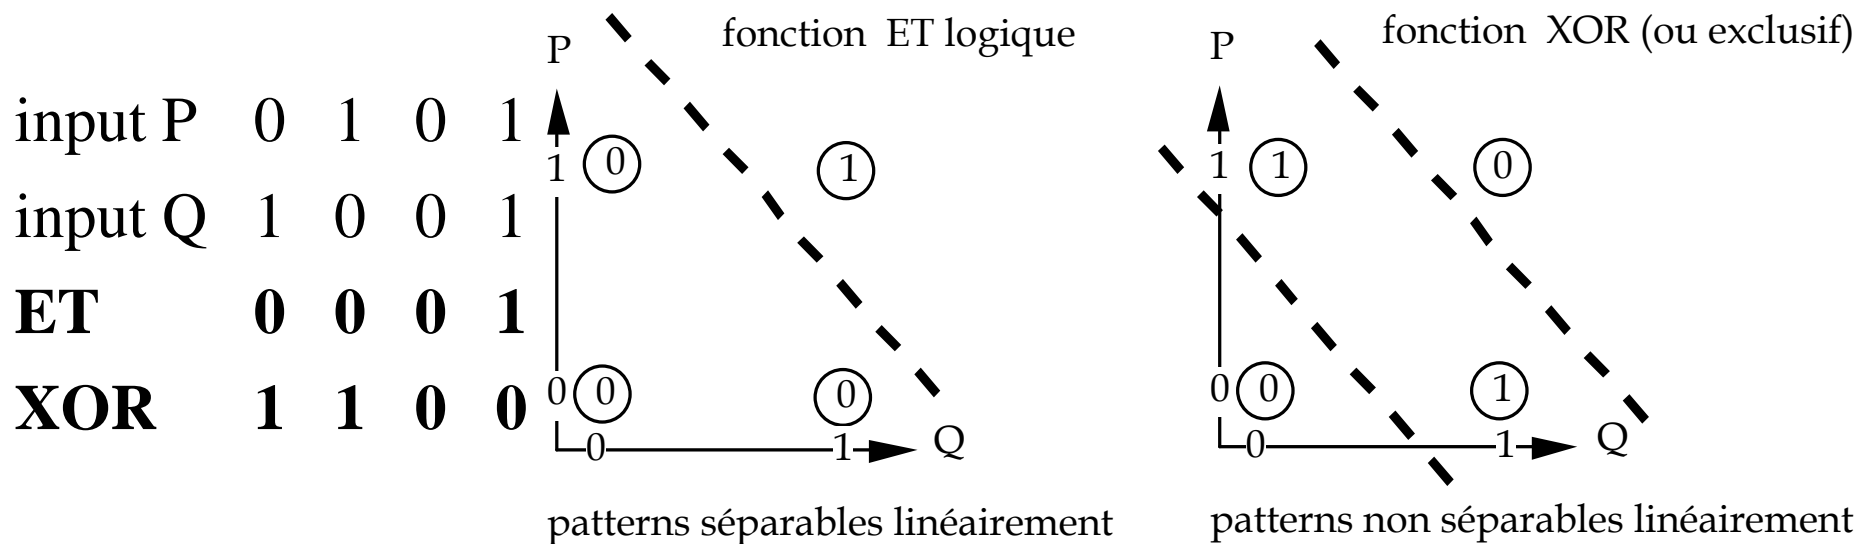 input P 0 1 0 1
input Q 1 0 0 1
ET 0 0 0 1
XOR 1 1 0 0
fonction ET logique
P
1 0 1
0 0 0
0 1 Q
patterns séparables linéairement
fonction XOR (ou exclusif)
P
1 1 0
0 0 1
0 1 Q
patterns non séparables linéairement